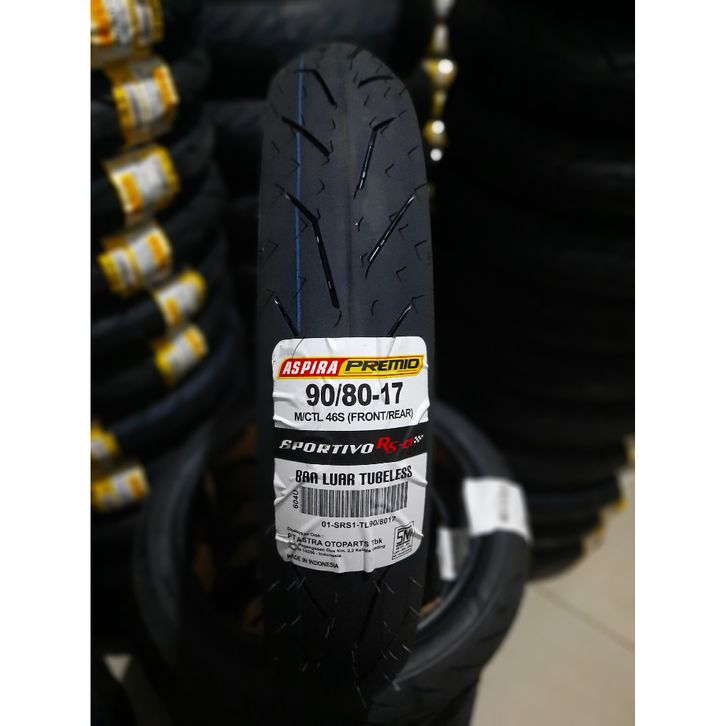 ASPIRA PREMIO
90/80-17
M/CTL 46S (FRONT/REAR)
SPORTIVO RS
BAN LUAR TUBELESS
01-SRS1-TL90/8017
PT ASTRA OTOPARTS Tbk
MADE IN INDONESIA